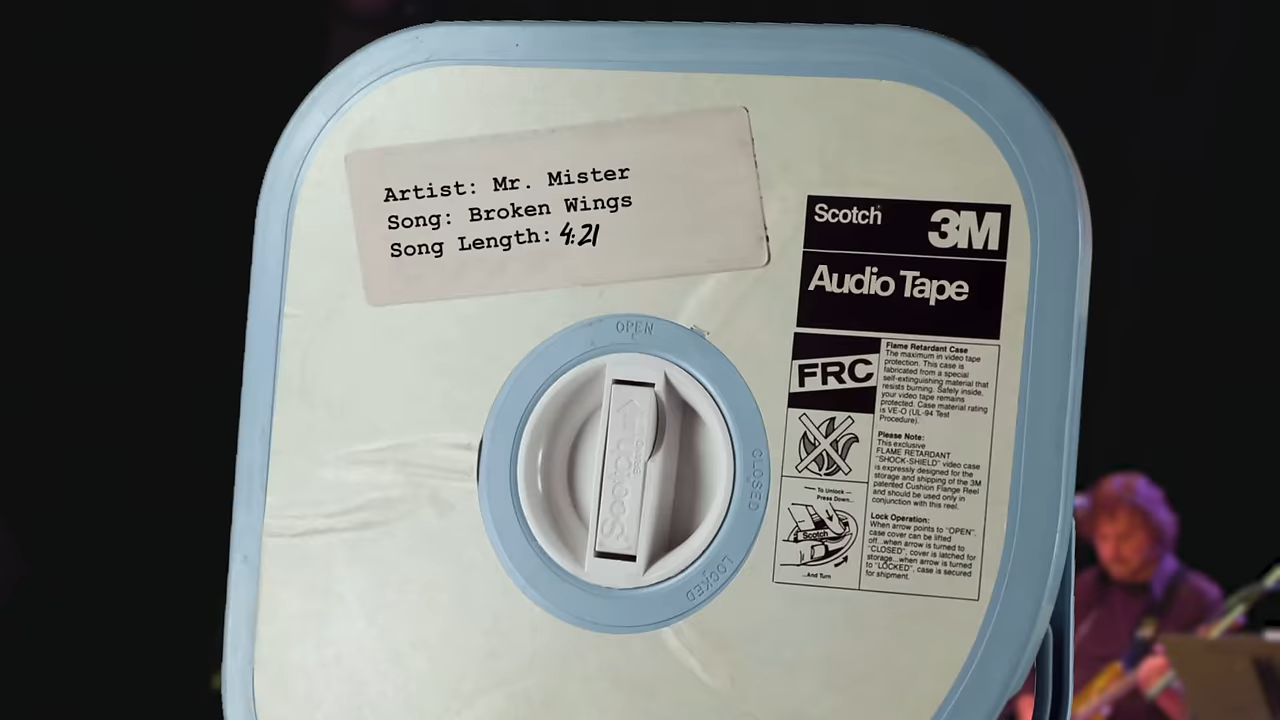 Artist: Mr. Mister
Song: Broken Wings
Song Length: 4:21
Scotch 3M
Audio Tape
FRC
Flame Retardant Case
The maximum in video tape
protection. This case is
fabricated from a special
self-extinguishing material that
resists burning. Safely inside,
your video tape remains
protected. Case material rating
is VE-O (UL-94 Test
Procedure).
Please Note:
This exclusive
FLAME RETARDANT
"SHOCK-SHIELD" video case
is expressly designed for the
storage and shipping of the 3M
patented Cushion Flange Reel
and should be used only in
conjunction with this reel.
To Unlock —
Press Down...
Scotch
...And Turn
Lock Operation:
When arrow points to "OPEN",
case cover can be lifted
off...when arrow is turned to
"CLOSED", cover is latched for
storage...when arrow is turned
to "LOCKED", case is secured
for shipment.
OPEN
CLOSED
LOCKED
Scotch